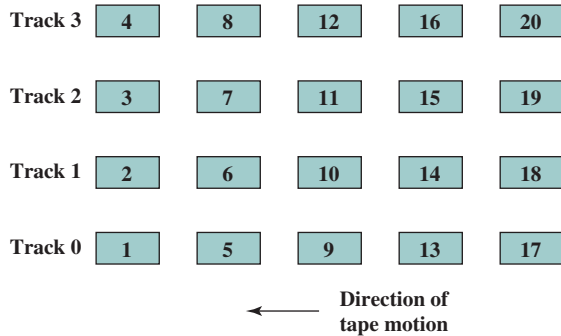 Track 3 4 8 12 16 20
Track 2 3 7 11 15 19
Track 1 2 6 10 14 18
Track 0 1 5 9 13 17
Direction of
tape motion